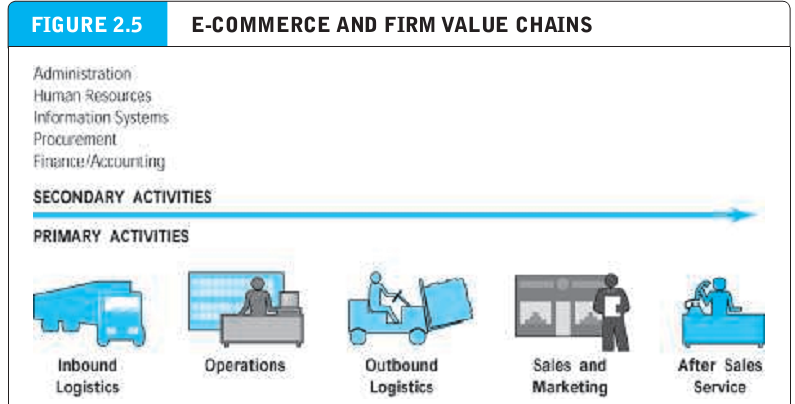 FIGURE 2.5 E-COMMERCE AND FIRM VALUE CHAINS
Administration
Human Resources
Information Systems
Procurement
Finance/Accounting
SECONDARY ACTIVITIES
PRIMARY ACTIVITIES
Inbound
Logistics
Operations
Outbound
Logistics
Sales and
Marketing
After Sales
Service